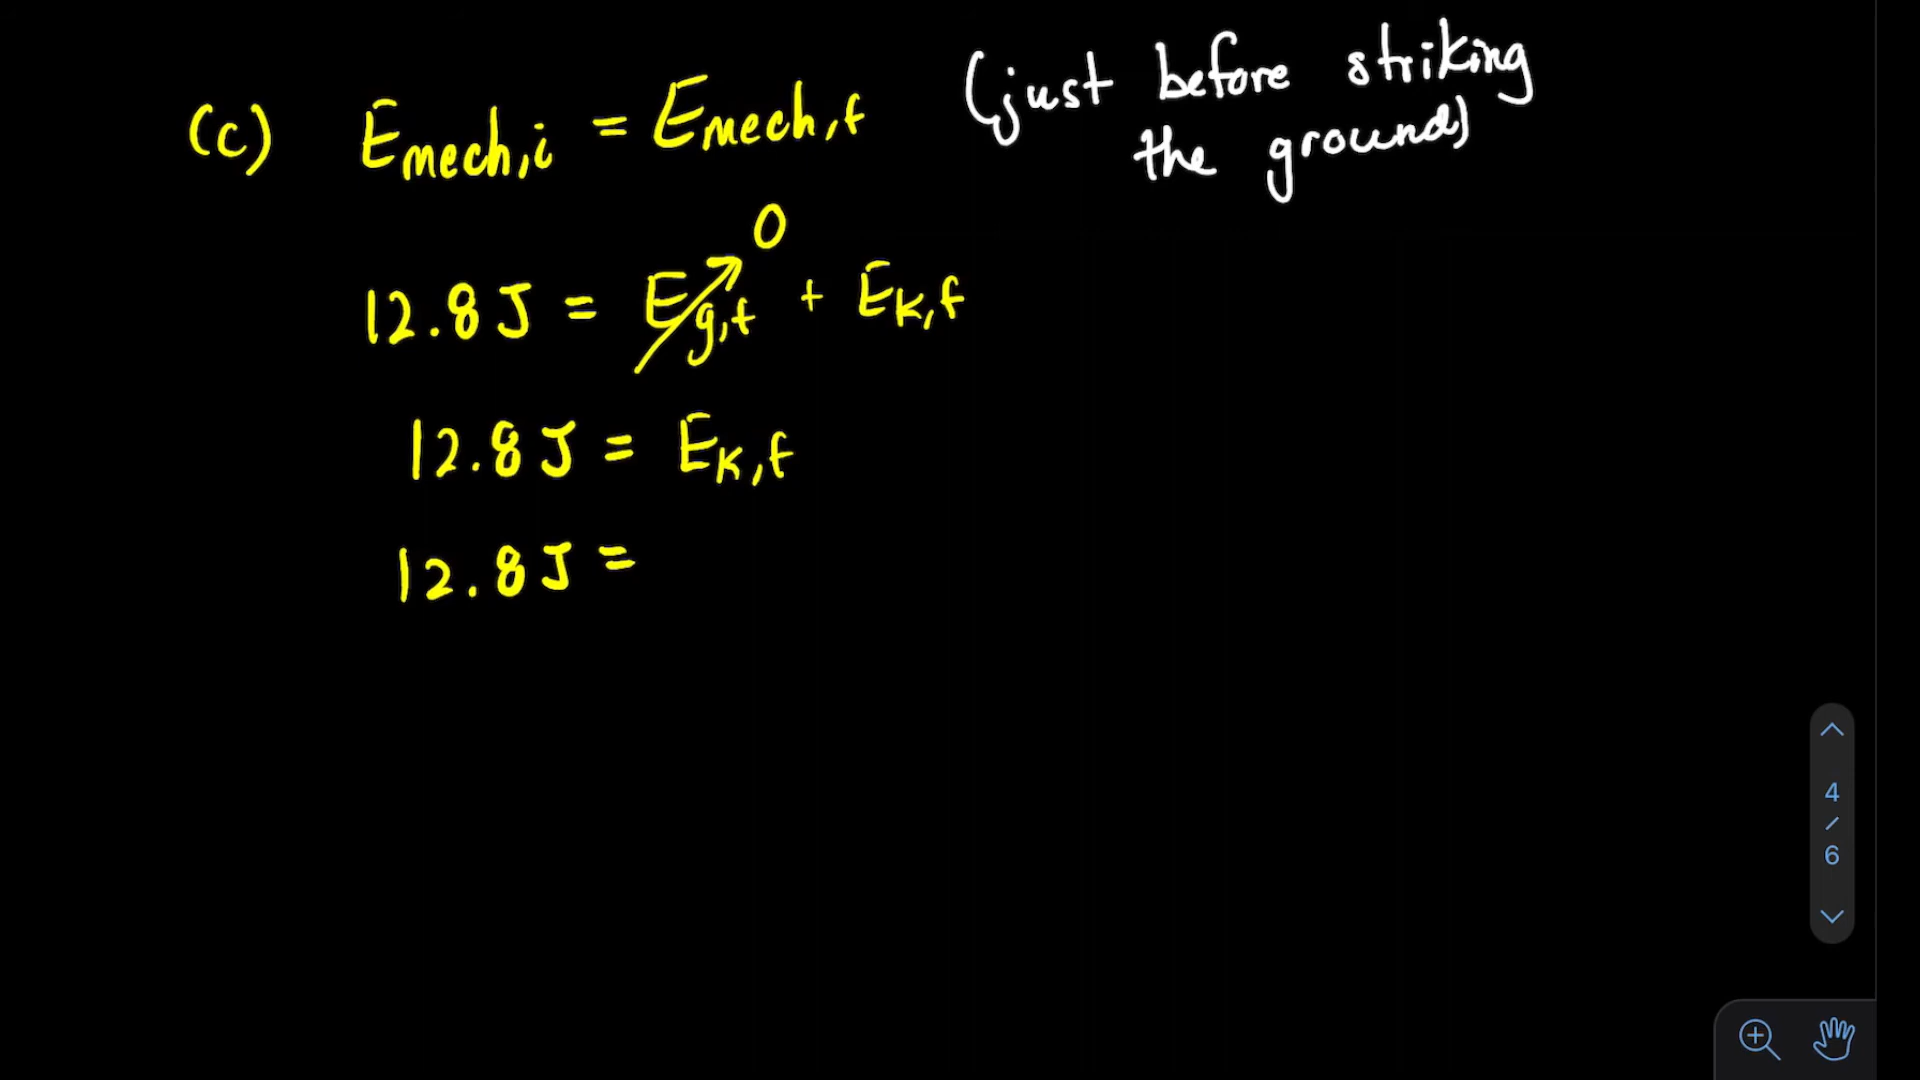 (c) Emech,i = Emech,f (just before striking
the ground)
0
12.8 J = Eg,f + EK,f
12.8 J = EK,f
12.8 J =
4
/
6